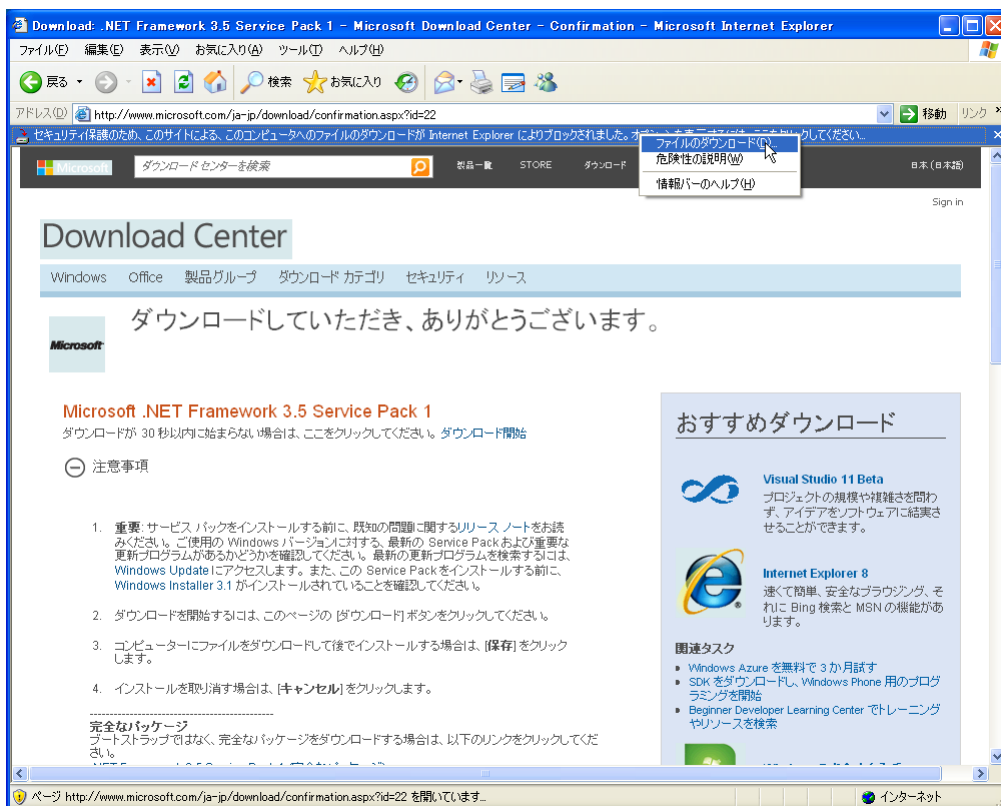 Download: .NET Framework 3.5 Service Pack 1 - Microsoft Download Center - Confirmation - Microsoft Internet Explorer
ファイル(F) 編集(E) 表示(V) お気に入り(A) ツール(T) ヘルプ(H)
戻る 検索 お気に入り
アドレス(D) http://www.microsoft.com/ja-jp/download/confirmation.aspx?id=22 移動 リンク »
セキュリティ保護のため、このサイトによる、このコンピュータへのファイルのダウンロードが Internet Explorer によりブロックされました。
ファイルのダウンロード(D)...
危険性の説明(W)
情報バーのヘルプ(H)
Microsoft ダウンロード センターを検索 製品一覧 STORE ダウンロード 日本 (日本語)
Sign in
Download Center
Windows Office 製品グループ ダウンロード カテゴリ セキュリティ リソース
Microsoft
ダウンロードしていただき、ありがとうございます。
Microsoft .NET Framework 3.5 Service Pack 1
ダウンロードが 30 秒以内に始まらない場合は、ここをクリックしてください。ダウンロード開始
注意事項
1. 重要: サービス パックをインストールする前に、既知の問題に関するリリース ノートをお読
みください。ご使用の Windows バージョンに対する、最新の Service Pack および重要な
更新プログラムがあるかどうかを確認してください。最新の更新プログラムを検索するには、
Windows Update にアクセスします。また、この Service Pack をインストールする前に、
Windows Installer 3.1 がインストールされていることを確認してください。
2. ダウンロードを開始するには、このページの [ダウンロード] ボタンをクリックしてください。
3. コンピューターにファイルをダウンロードして後でインストールする場合は、[保存] をクリック
します。
4. インストールを取り消す場合は、[キャンセル] をクリックします。
----------------------------------------------
完全なパッケージ
ブートストラップではなく、完全なパッケージをダウンロードする場合は、以下のリンクをクリックしてくだ
さい。
おすすめダウンロード
Visual Studio 11 Beta
プロジェクトの規模や複雑さを問わ
ず、アイデアをソフトウェアに結実さ
せることができます。
Internet Explorer 8
速くて簡単、安全なブラウジング、そ
れに Bing 検索と MSN の機能があ
ります。
関連タスク
Windows Azure を無料で 3 か月試す
SDK をダウンロードし、Windows Phone 用のプログ
ラミングを開始
Beginner Developer Learning Center でトレーニング
やリソースを検索
ページ http://www.microsoft.com/ja-jp/download/confirmation.aspx?id=22 を開いています... インターネット